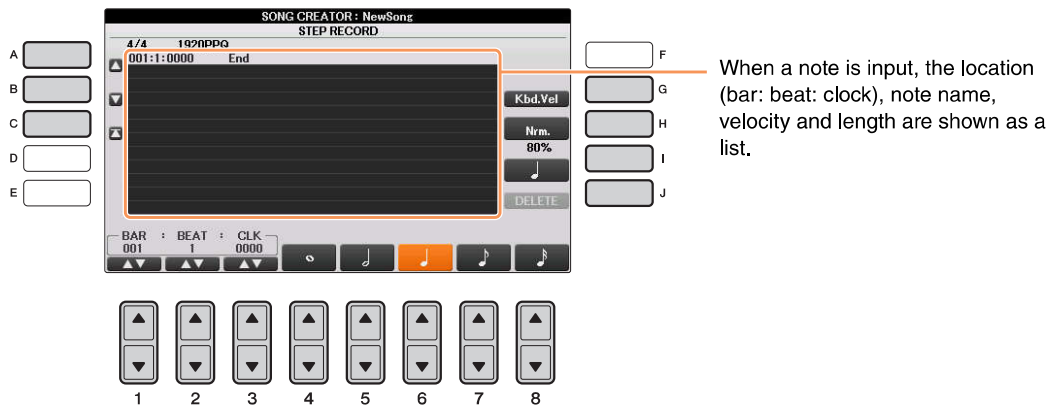 SONG CREATOR : NewSong
STEP RECORD
4/4 1920PPQ
001:1:0000 End
A
B
C
D
E
F
G
H
I
J
Kbd.Vel
Nrm.
80%
DELETE
BAR : BEAT : CLK
001 1 0000
1 2 3 4 5 6 7 8
When a note is input, the location
(bar: beat: clock), note name,
velocity and length are shown as a
list.